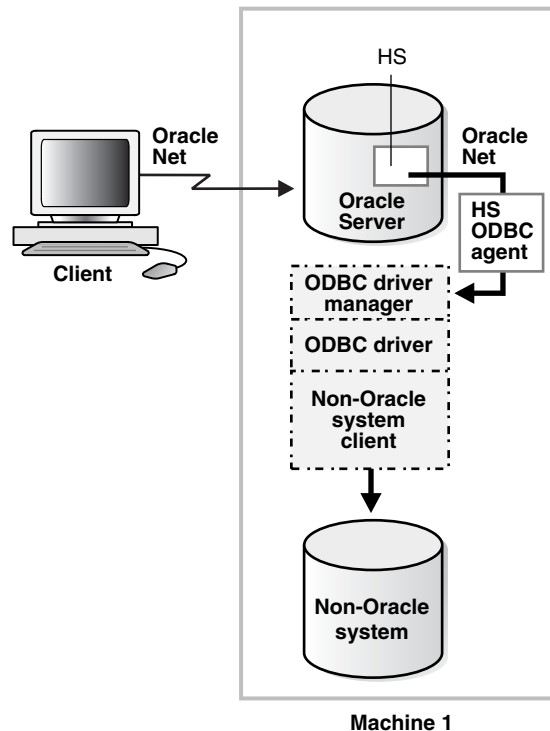 HS
Oracle
Net
Oracle
Net
Oracle
Server
HS
ODBC
agent
Client
ODBC driver
manager
ODBC driver
Non-Oracle
system
client
Non-Oracle
system
Machine 1